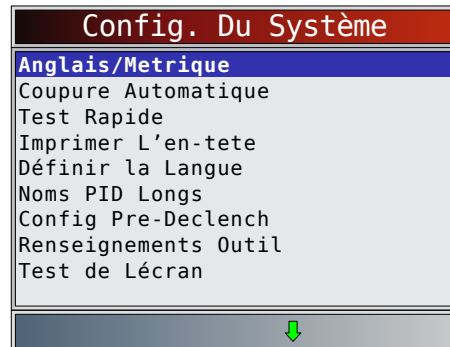 Config. Du Système
Anglais/Metrique
Coupure Automatique
Test Rapide
Imprimer L’en-tete
Définir la Langue
Noms PID Longs
Config Pre-Declench
Renseignements Outil
Test de Lécran